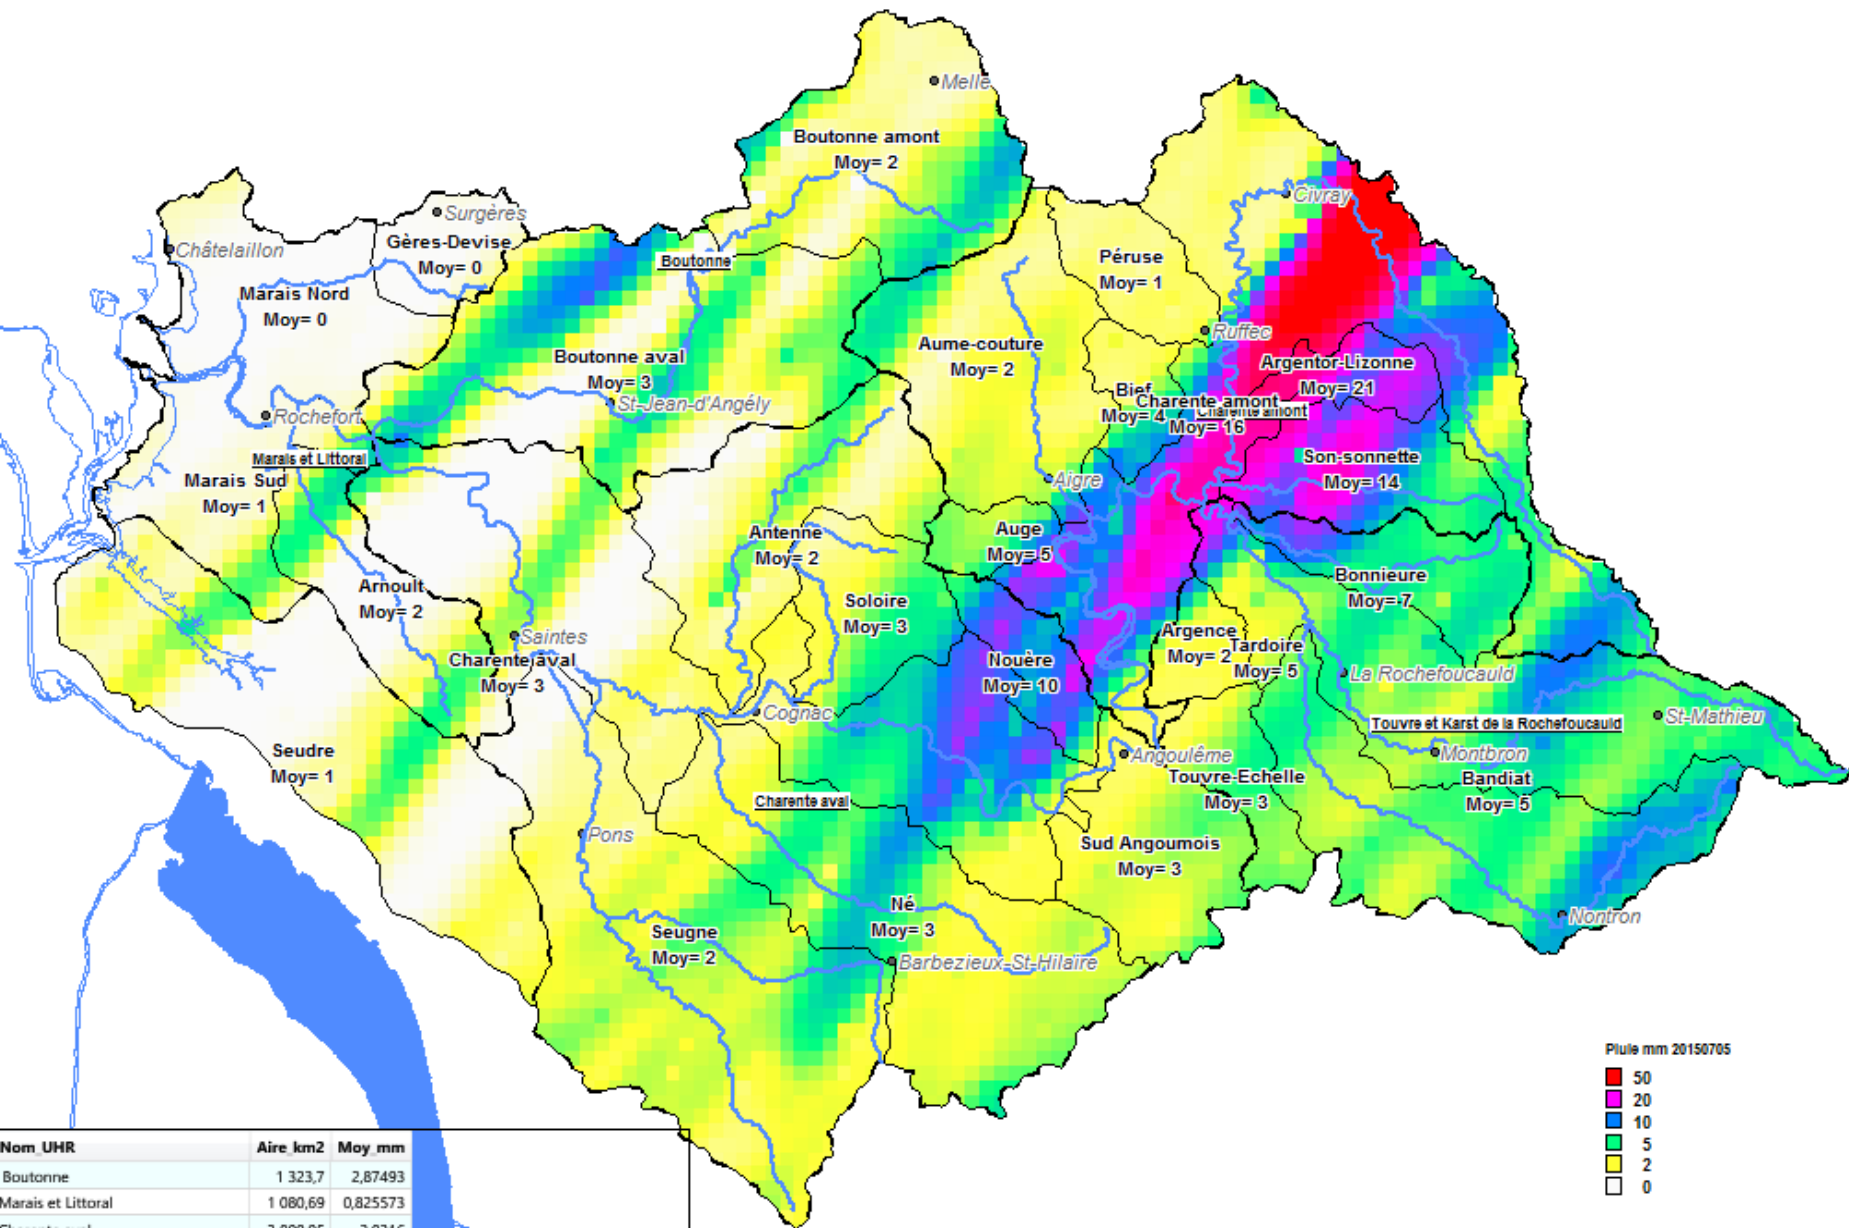 Melle
Boutonne amont
Moy= 2
Civray
Surgères
Châtelaillon
Gères-Devise
Moy= 0
Boutonne
Péruse
Moy= 1
Marais Nord
Moy= 0
Ruffec
Aume-couture
Moy= 2
Boutonne aval
Moy= 3
Argentor-Lizonne
Moy= 21
Bief
Moy= 4
Charente amont
Moy= 16
Charente amont
St-Jean-d'Angély
Rochefort
Marais et Littoral
Son-sonnette
Moy= 14
Marais Sud
Moy= 1
Aigre
Antenne
Moy= 2
Auge
Moy= 5
Arnoult
Moy= 2
Bonnieure
Moy= 7
Soloire
Moy= 3
Saintes
Argence
Moy= 2
Tardoire
Moy= 5
Charente aval
Moy= 3
Nouère
Moy= 10
La Rochefoucauld
Cognac
Touvre et Karst de la Rochefoucauld
St-Mathieu
Seudre
Moy= 1
Angoulême
Montbron
Touvre-Echelle
Moy= 3
Bandiat
Moy= 5
Charente aval
Pons
Sud Angoumois
Moy= 3
Né
Moy= 3
Nontron
Seugne
Moy= 2
Barbezieux-St-Hilaire
Pluie mm 20150705
50
20
10
5
2
0
Nom_UHR Aire_km2 Moy_mm
Boutonne 1 323,7 2,87493
Marais et Littoral 1 080,69 0,825573